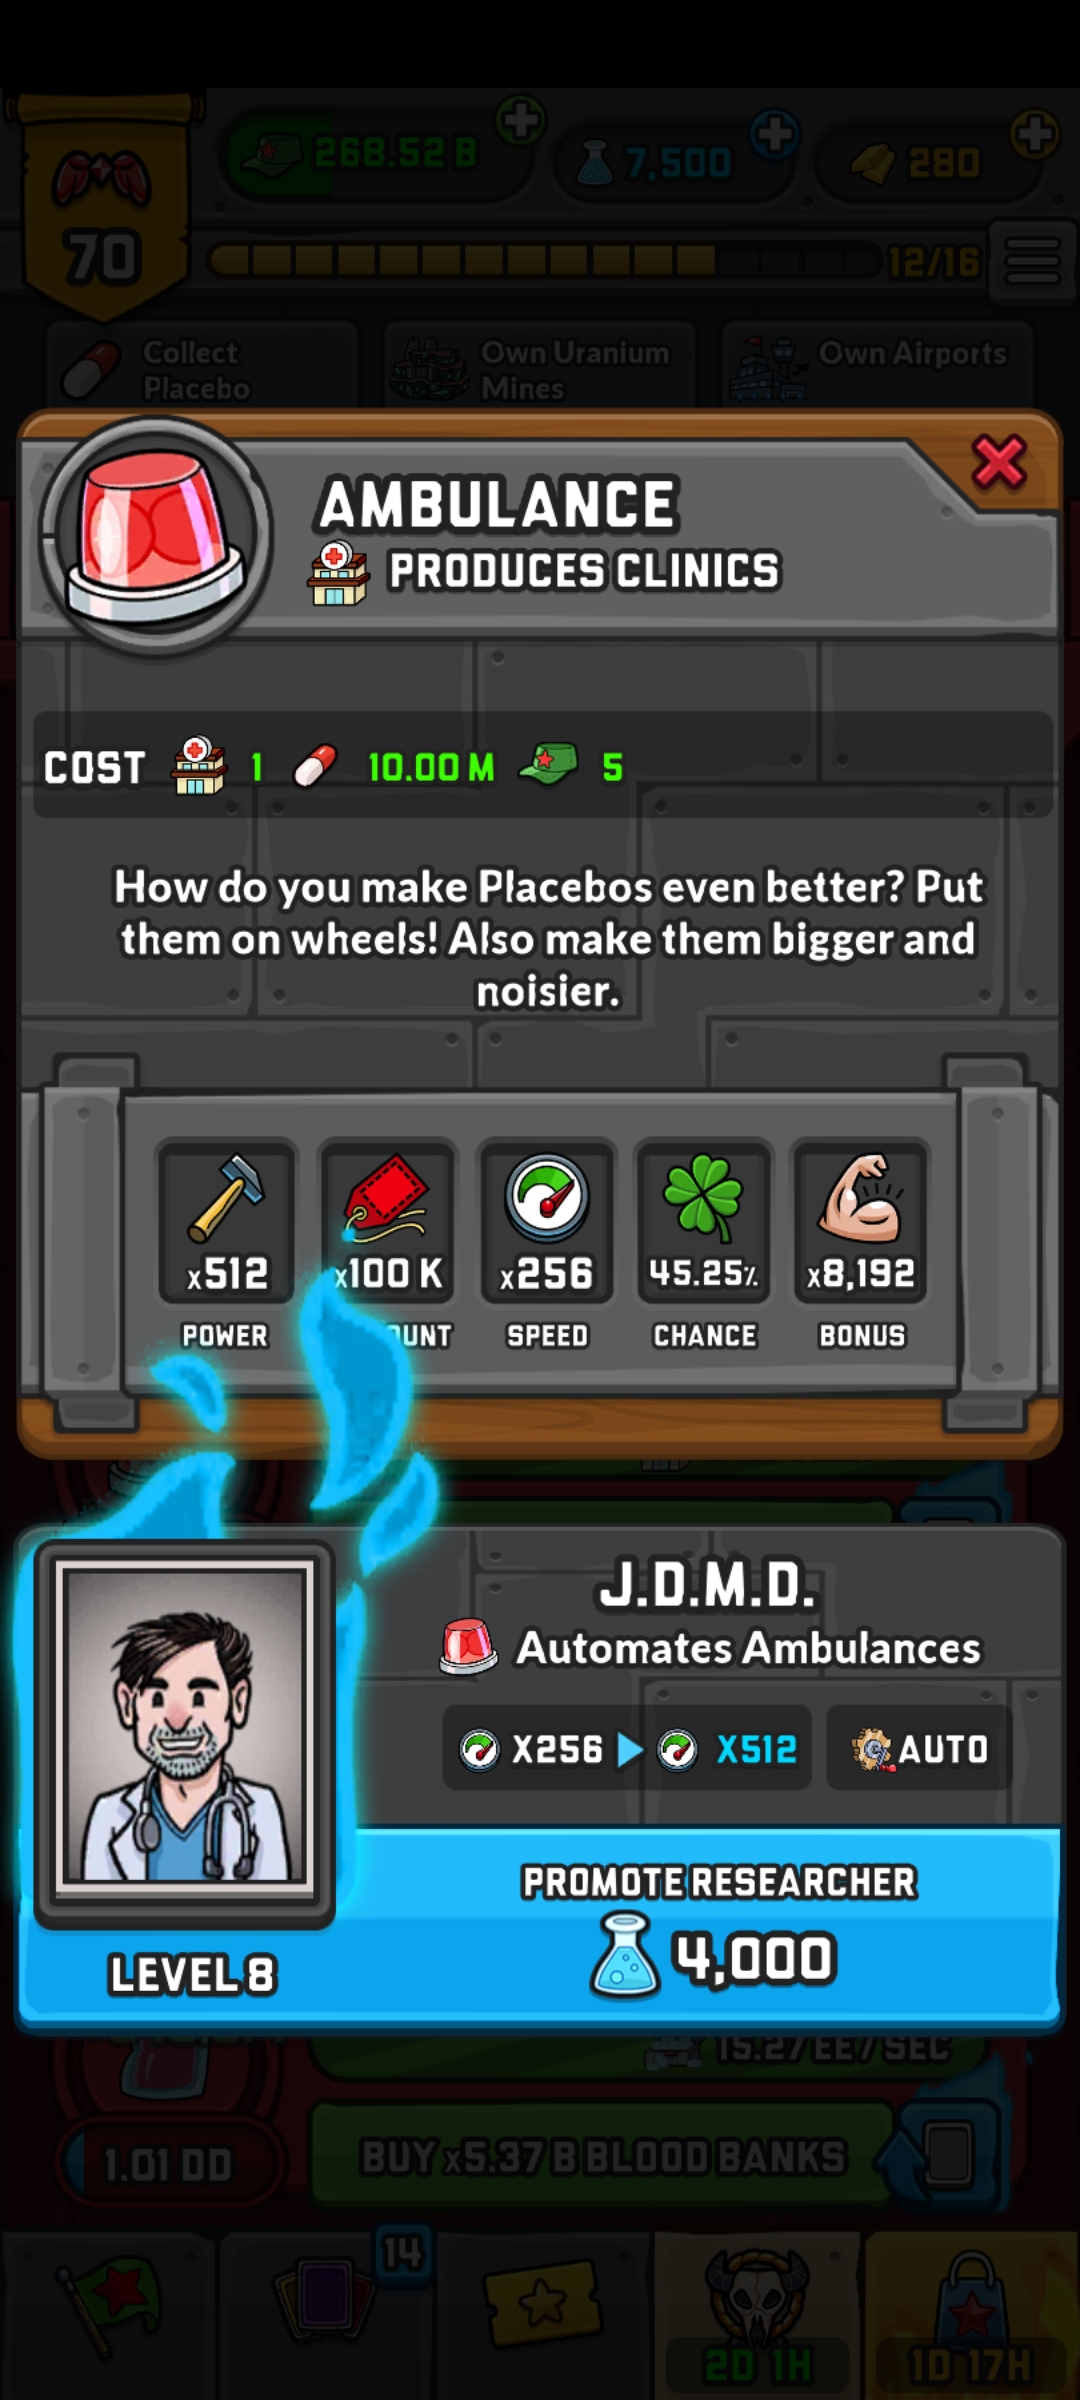 268.52 B
7,500
280
70
12/16
Collect
Placebo
Own Uranium
Mines
Own Airports
AMBULANCE
PRODUCES CLINICS
COST 1 10.00 M 5
How do you make Placebos even better? Put
them on wheels! Also make them bigger and
noisier.
x512
x100 K
x256
45.25%
x8,192
POWER
OUNT
SPEED
CHANCE
BONUS
J.D.M.D.
Automates Ambulances
X256 X512 AUTO
PROMOTE RESEARCHER
4,000
LEVEL 8
15.27 EE / SEC
1.01 DD
BUY x5.37 B BLOOD BANKS
14
2D 1H
1D 17H